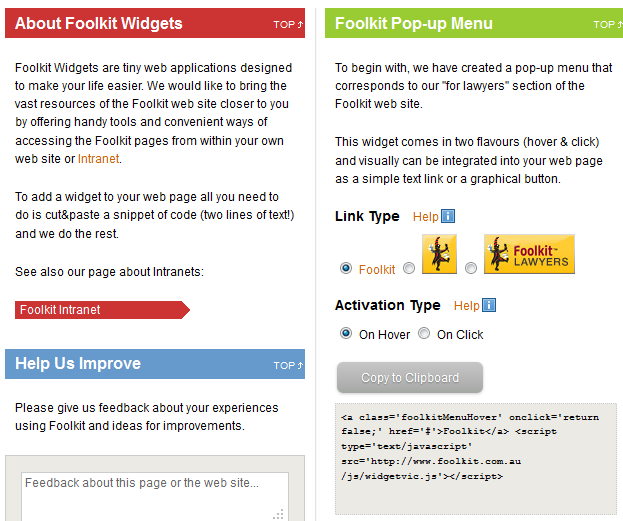 About Foolkit Widgets
TOP
Foolkit Widgets are tiny web applications designed
to make your life easier. We would like to bring the
vast resources of the Foolkit web site closer to you
by offering handy tools and convenient ways of
accessing the Foolkit pages from within your own
web site or Intranet.
To add a widget to your web page all you need to
do is cut&paste a snippet of code (two lines of text!)
and we do the rest.
See also our page about Intranets:
Foolkit Intranet
Help Us Improve
TOP
Please give us feedback about your experiences
using Foolkit and ideas for improvements.
Feedback about this page or the web site...
Foolkit Pop-up Menu
TOP
To begin with, we have created a pop-up menu that
corresponds to our "for lawyers" section of the
Foolkit web site.
This widget comes in two flavours (hover & click)
and visually can be integrated into your web page
as a simple text link or a graphical button.
Link Type Help i
Foolkit
Foolkit™
LAWYERS
Activation Type Help i
On Hover On Click
Copy to Clipboard
<a class='foolkitMenuHover' onclick='return
false;' href='#'>Foolkit</a> <script
type='text/javascript'
src='http://www.foolkit.com.au
/js/widgetvic.js'></script>